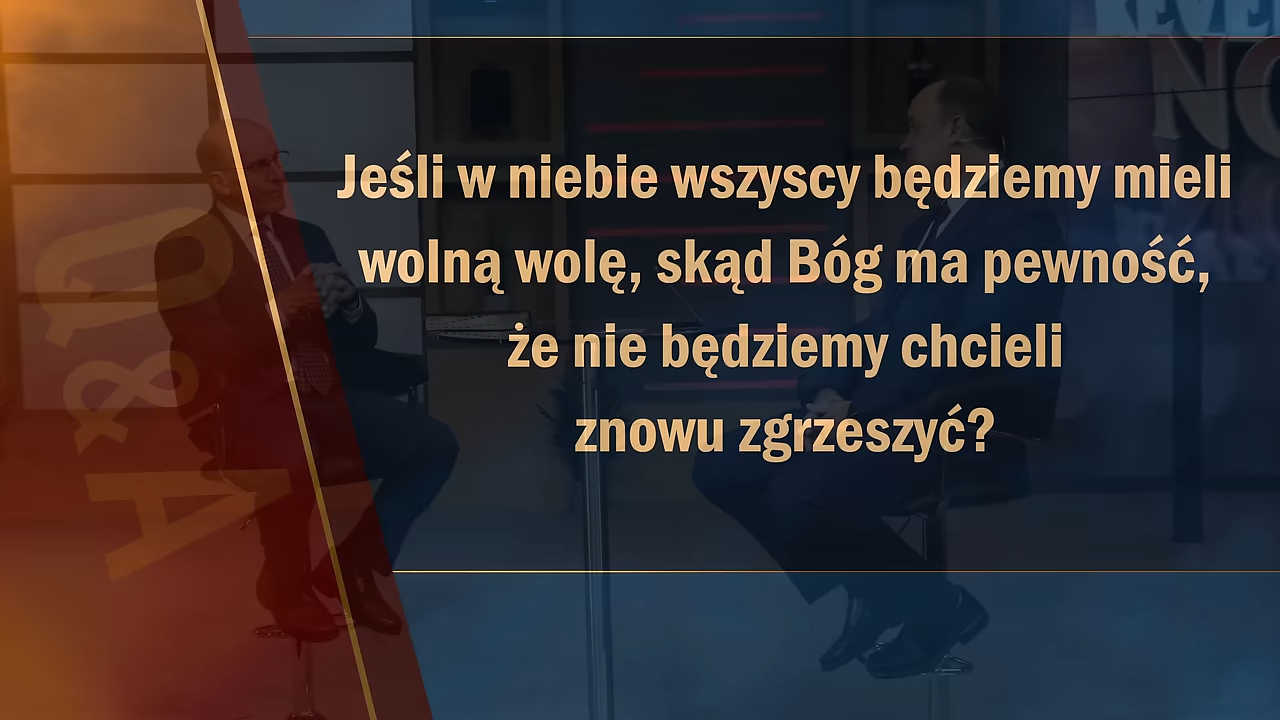 Jeśli w niebie wszyscy będziemy mieli
wolną wolę, skąd Bóg ma pewność,
że nie będziemy chcieli
znowu zgrzeszyć?
Q&A